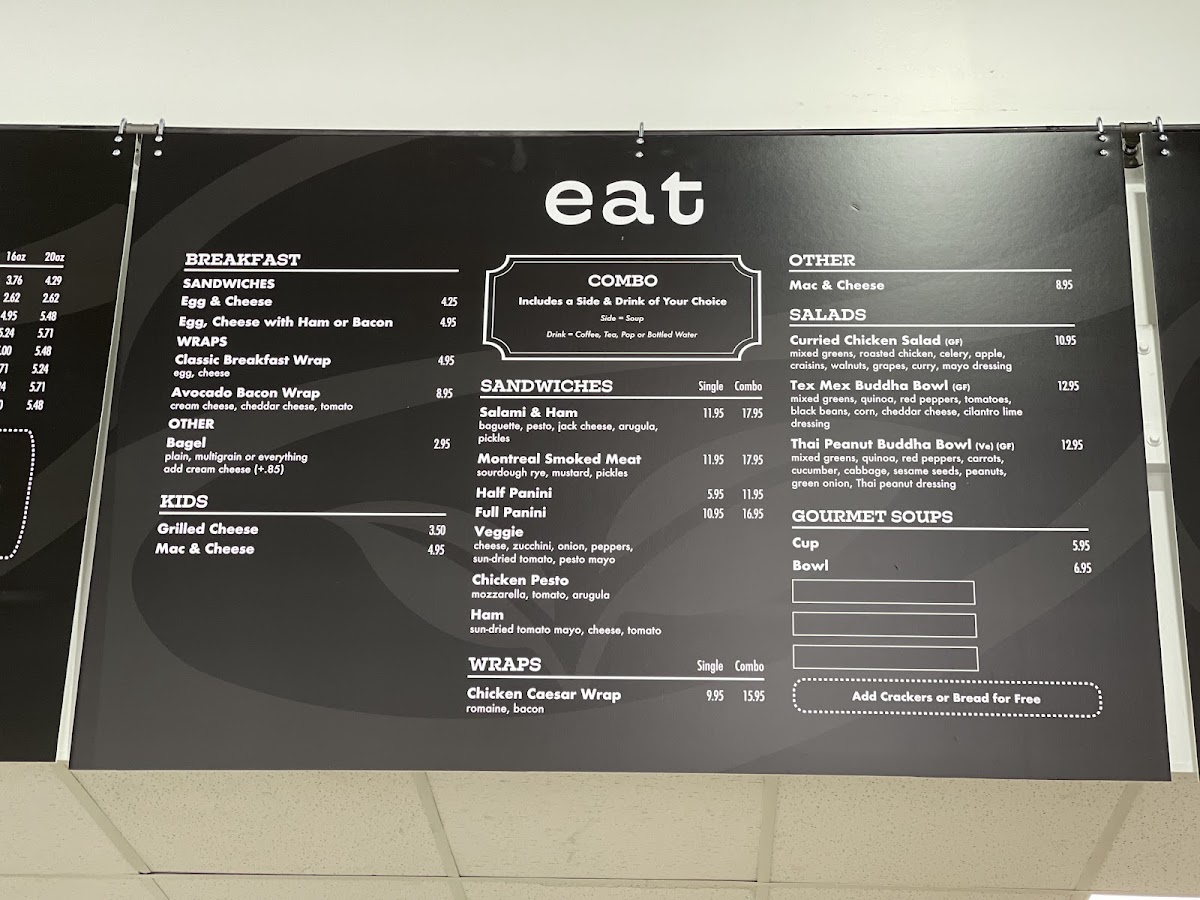 16oz 20oz
3.76 4.29
2.62 2.62
4.95 5.48
5.24 5.71
.00 5.48
71 5.24
4 5.71
0 5.48
eat
BREAKFAST
SANDWICHES
Egg & Cheese 4.25
Egg, Cheese with Ham or Bacon 4.95
WRAPS
Classic Breakfast Wrap 4.95
egg, cheese
Avocado Bacon Wrap 8.95
cream cheese, cheddar cheese, tomato
OTHER
Bagel 2.95
plain, multigrain or everything
add cream cheese (+.85)
KIDS
Grilled Cheese 3.50
Mac & Cheese 4.95
COMBO
Includes a Side & Drink of Your Choice
Side = Soup
Drink = Coffee, Tea, Pop or Bottled Water
SANDWICHES Single Combo
Salami & Ham 11.95 17.95
baguette, pesto, jack cheese, arugula,
pickles
Montreal Smoked Meat 11.95 17.95
sourdough rye, mustard, pickles
Half Panini 5.95 11.95
Full Panini 10.95 16.95
Veggie
cheese, zucchini, onion, peppers,
sun-dried tomato, pesto mayo
Chicken Pesto
mozzarella, tomato, arugula
Ham
sun-dried tomato mayo, cheese, tomato
WRAPS Single Combo
Chicken Caesar Wrap 9.95 15.95
romaine, bacon
OTHER
Mac & Cheese 8.95
SALADS
Curried Chicken Salad (GF) 10.95
mixed greens, roasted chicken, celery, apple,
craisins, walnuts, grapes, curry, mayo dressing
Tex Mex Buddha Bowl (GF) 12.95
mixed greens, quinoa, red peppers, tomatoes,
black beans, corn, cheddar cheese, cilantro lime
dressing
Thai Peanut Buddha Bowl (Ve) (GF) 12.95
mixed greens, quinoa, red peppers, carrots,
cucumber, cabbage, sesame seeds, peanuts,
green onion, Thai peanut dressing
GOURMET SOUPS
Cup 5.95
Bowl 6.95
Add Crackers or Bread for Free